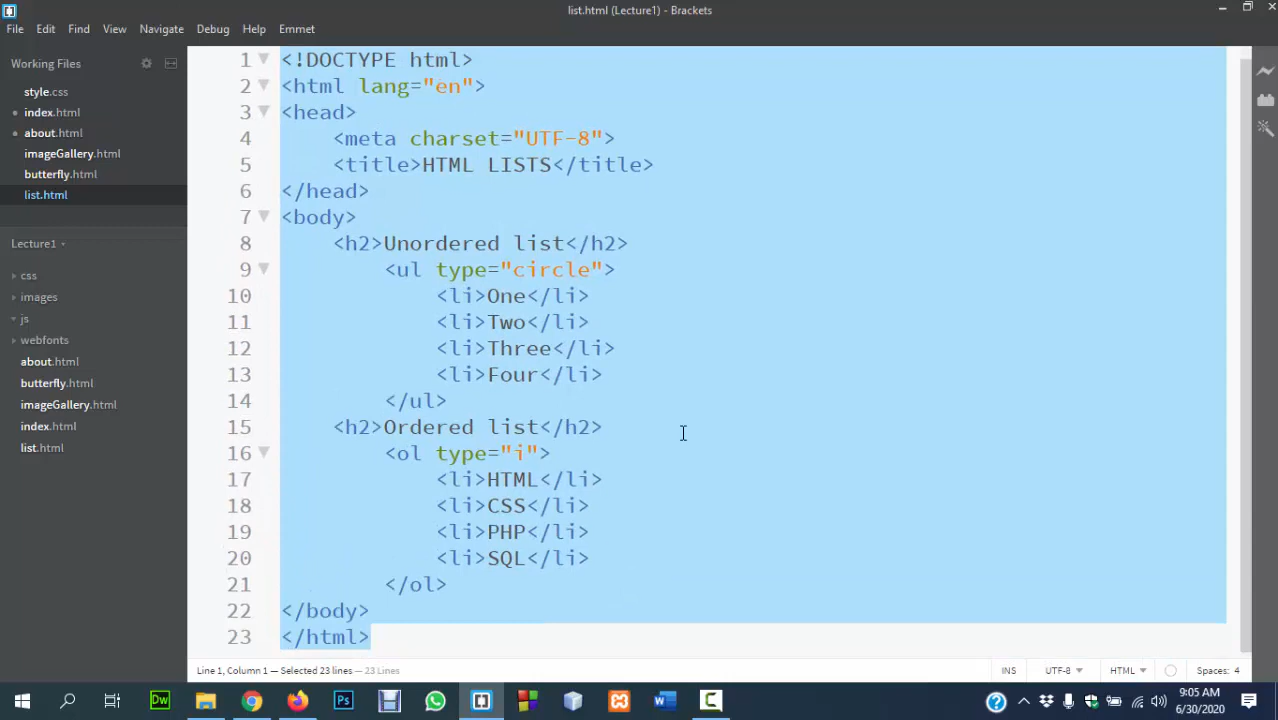 list.html (Lecture1) - Brackets
File Edit Find View Navigate Debug Help Emmet
Working Files
style.css
index.html
about.html
imageGallery.html
butterfly.html
list.html
Lecture1
css
images
js
webfonts
about.html
butterfly.html
imageGallery.html
index.html
list.html
1 <!DOCTYPE html>
2 <html lang="en">
3 <head>
4 <meta charset="UTF-8">
5 <title>HTML LISTS</title>
6 </head>
7 <body>
8 <h2>Unordered list</h2>
9 <ul type="circle">
10 <li>One</li>
11 <li>Two</li>
12 <li>Three</li>
13 <li>Four</li>
14 </ul>
15 <h2>Ordered list</h2>
16 <ol type="i">
17 <li>HTML</li>
18 <li>CSS</li>
19 <li>PHP</li>
20 <li>SQL</li>
21 </ol>
22 </body>
23 </html>
Line 1, Column 1 — Selected 23 lines — 23 Lines INS UTF-8 HTML Spaces: 4
Dw Ps W C 9:05 AM
6/30/2020